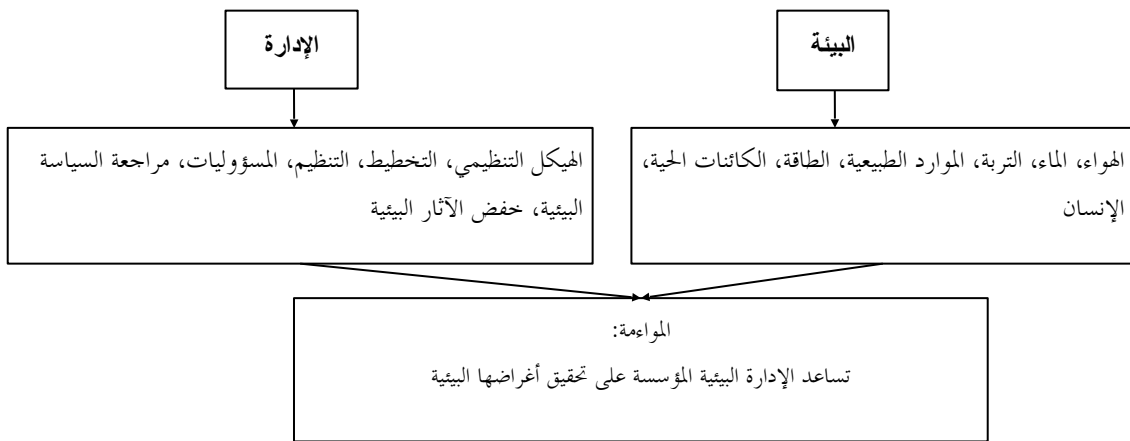 البيئة
الإدارة
الهواء، الماء، التربة، الموارد الطبيعية، الطاقة، الكائنات الحية،
الإنسان
الهيكل التنظيمي، التخطيط، التنظيم، المسؤوليات، مراجعة السياسة
البيئية، خفض الآثار البيئية
المواءمة:
تساعد الإدارة البيئية المؤسسة على تحقيق أغراضها البيئية